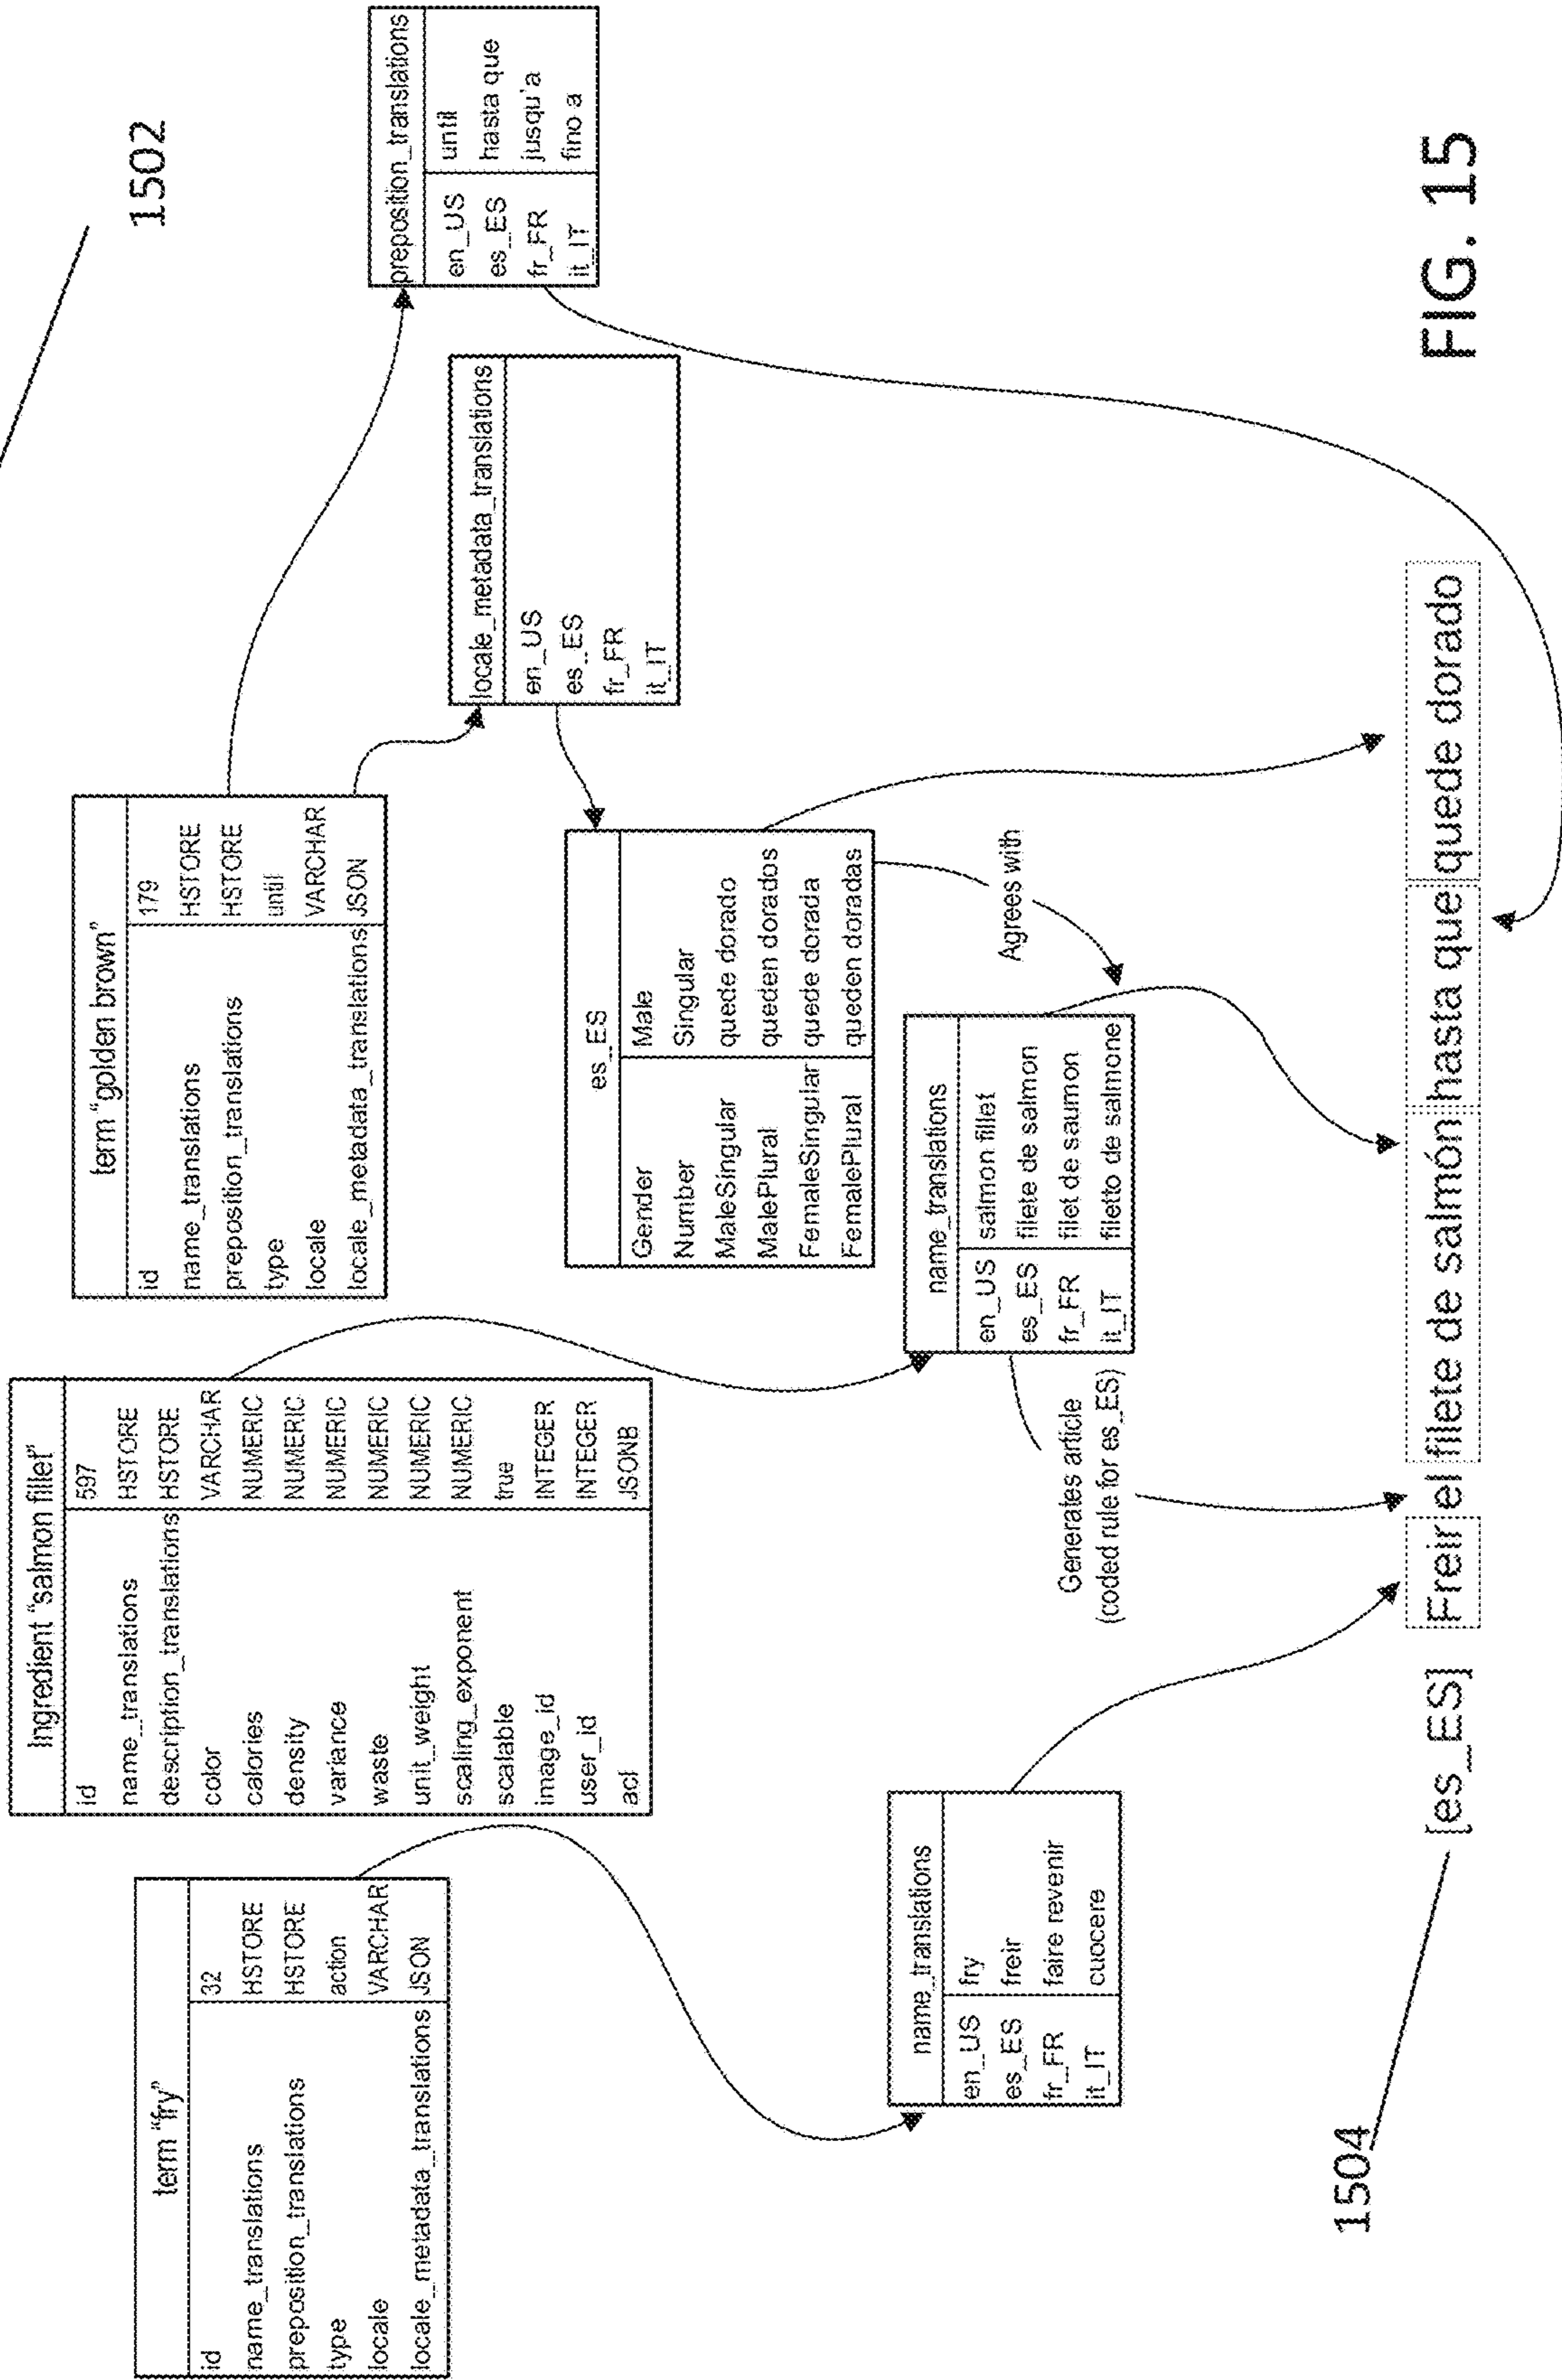 1502
term "fry"
id 32
name_translations HSTORE
preposition_translations HSTORE
type action
locale VARCHAR
locale_metadata_translations JSON
Ingredient "salmon fillet"
id 597
name_translations HSTORE
description_translations HSTORE
color VARCHAR
calories NUMERIC
density NUMERIC
variance NUMERIC
waste NUMERIC
unit_weight NUMERIC
scaling_exponent NUMERIC
scalable true
image_id INTEGER
user_id INTEGER
acl JSONB
term "golden brown"
id 179
name_translations HSTORE
preposition_translations HSTORE
type until
locale VARCHAR
locale_metadata_translations JSON
preposition_translations
en_US until
es_ES hasta que
fr_FR jusqu'a
it_IT fino a
locale_metadata_translations
en_US
es_ES
fr_FR
it_IT
es_ES
Gender Male
Number Singular
MaleSingular quede dorado
MalePlural queden dorados
FemaleSingular quede dorada
FemalePlural queden doradas
name_translations
en_US fry
es_ES freir
fr_FR faire revenir
it_IT cuocere
name_translations
en_US salmon fillet
es_ES filete de salmon
fr_FR filet de saumon
it_IT filetto de salmone
Agrees with
Generates article
(coded rule for es_ES)
1504
[es_ES] Freir el filete de salmón hasta que quede dorado
FIG. 15